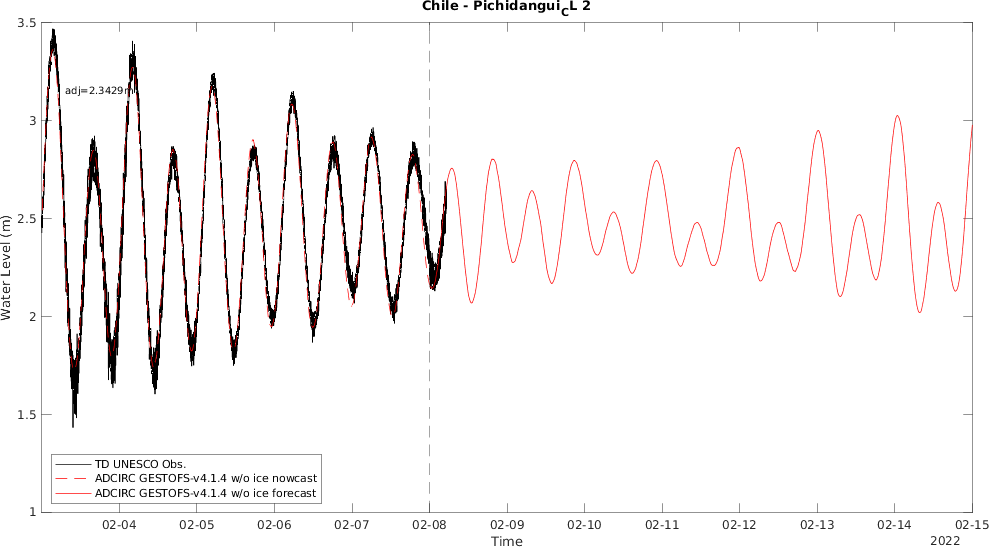 Chile - PichidanguiCL 2
3.5
3
2.5
2
1.5
1
Water Level (m)
adj=2.3429m
TD UNESCO Obs.
ADCIRC GESTOFS-v4.1.4 w/o ice nowcast
ADCIRC GESTOFS-v4.1.4 w/o ice forecast
02-04 02-05 02-06 02-07 02-08 02-09 02-10 02-11 02-12 02-13 02-14 02-15
Time
2022